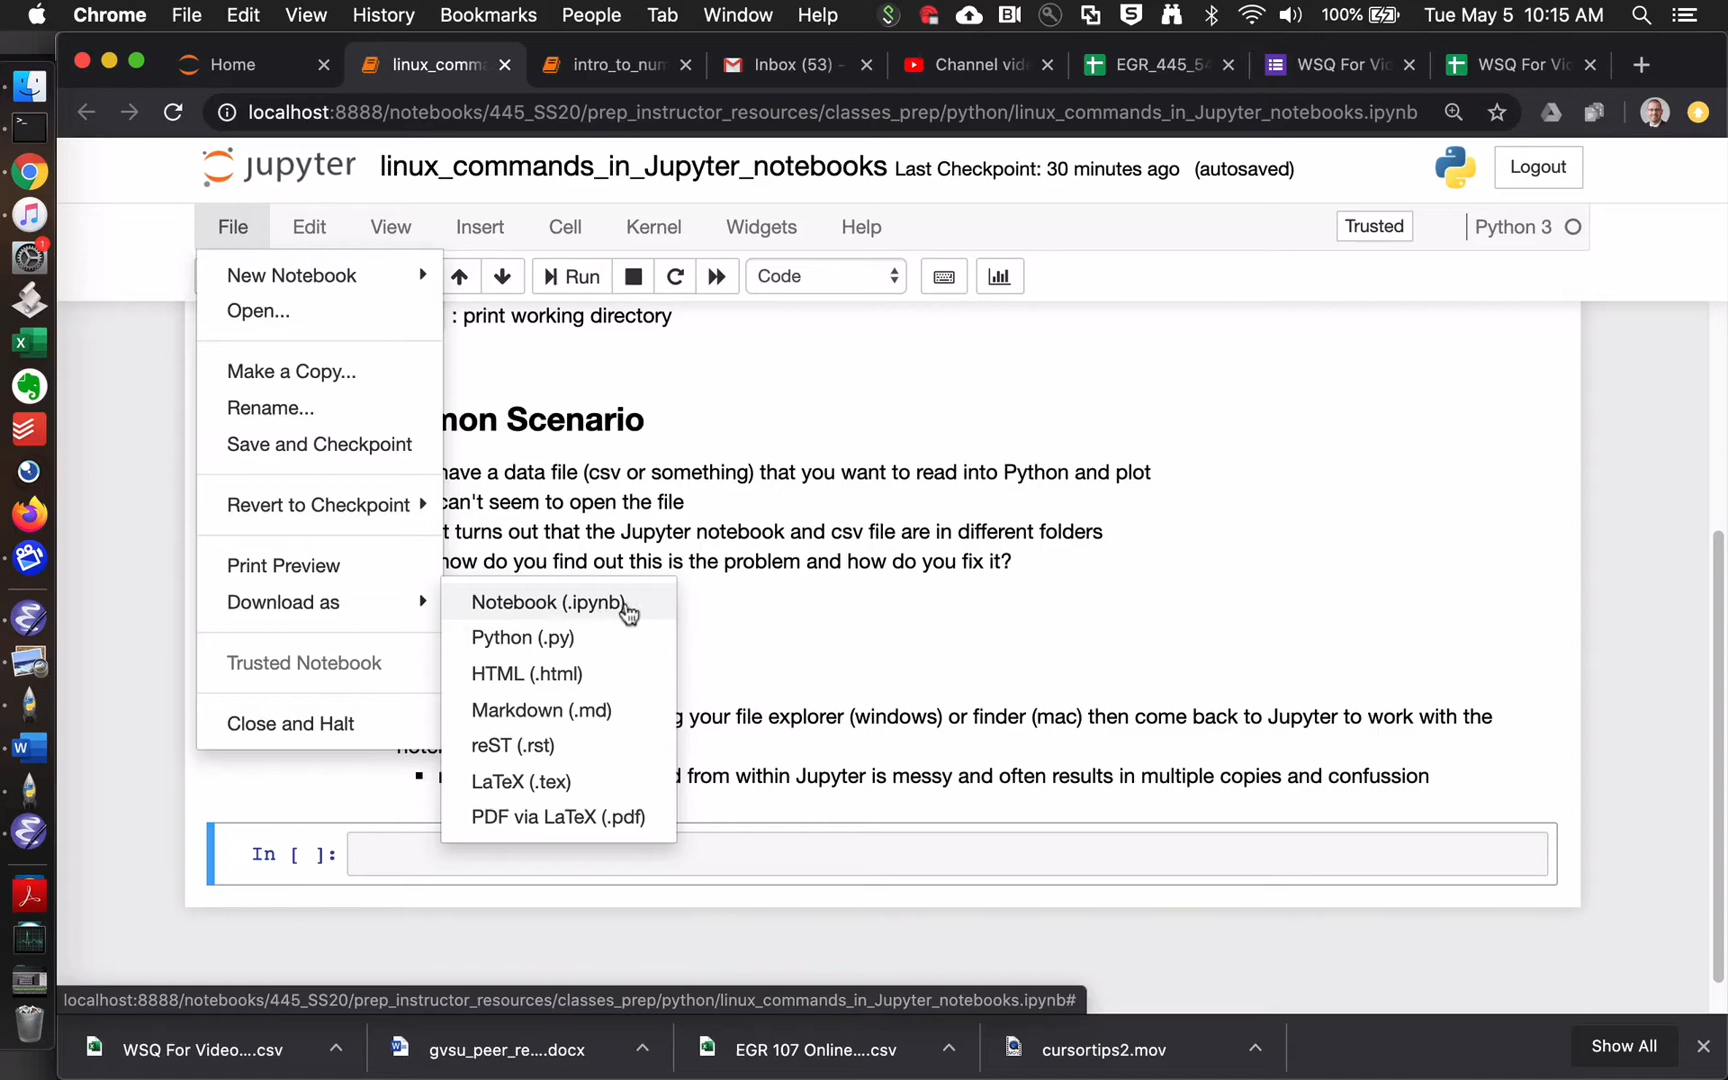 Chrome File Edit View History Bookmarks People Tab Window Help 100% Tue May 5 10:15 AM
Home linux_comma intro_to_num Inbox (53) - Channel vide EGR_445_54 WSQ For Vid WSQ For Vid
localhost:8888/notebooks/445_SS20/prep_instructor_resources/classes_prep/python/linux_commands_in_Jupyter_notebooks.ipynb
jupyter linux_commands_in_Jupyter_notebooks Last Checkpoint: 30 minutes ago (autosaved) Logout
File Edit View Insert Cell Kernel Widgets Help Trusted Python 3
New Notebook
Run Code
Open...
: print working directory
Make a Copy...
Rename...
mon Scenario
Save and Checkpoint
have a data file (csv or something) that you want to read into Python and plot
Revert to Checkpoint
can't seem to open the file
t turns out that the Jupyter notebook and csv file are in different folders
Print Preview
how do you find out this is the problem and how do you fix it?
Download as
Notebook (.ipynb)
Python (.py)
Trusted Notebook
HTML (.html)
Markdown (.md)
g your file explorer (windows) or finder (mac) then come back to Jupyter to work with the
Close and Halt
reST (.rst)
LaTeX (.tex)
d from within Jupyter is messy and often results in multiple copies and confussion
PDF via LaTeX (.pdf)
In [ ]:
localhost:8888/notebooks/445_SS20/prep_instructor_resources/classes_prep/python/linux_commands_in_Jupyter_notebooks.ipynb#
WSQ For Video....csv gvsu_peer_re....docx EGR 107 Online....csv cursortips2.mov Show All